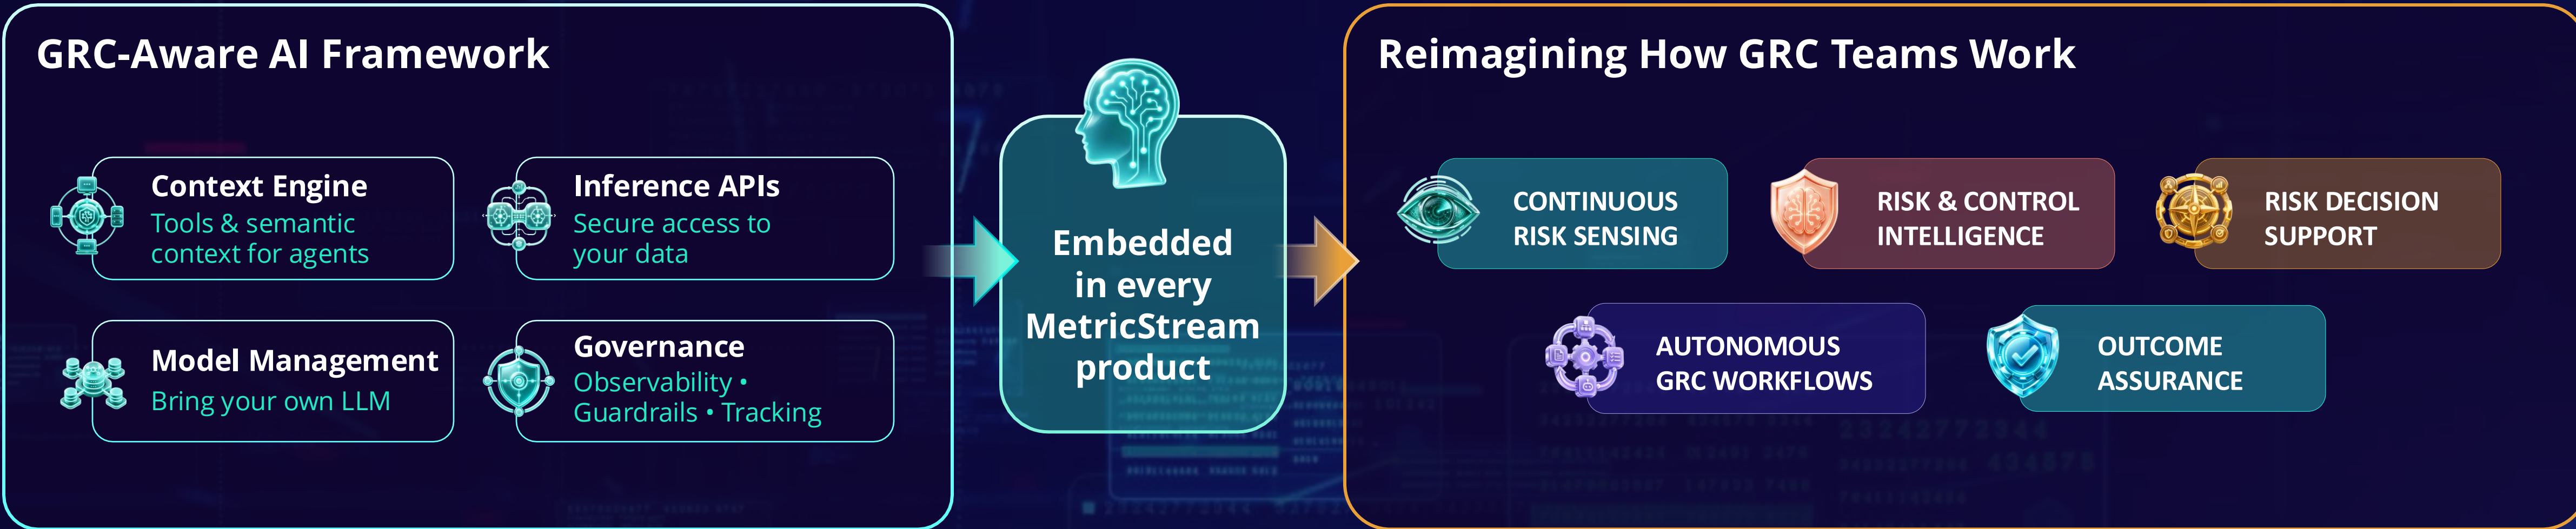 GRC-Aware AI Framework
Context Engine
Tools & semantic
context for agents
Inference APIs
Secure access to
your data
Model Management
Bring your own LLM
Governance
Observability •
Guardrails • Tracking
Embedded
in every
MetricStream
product
Reimagining How GRC Teams Work
CONTINUOUS
RISK SENSING
RISK & CONTROL
INTELLIGENCE
RISK DECISION
SUPPORT
AUTONOMOUS
GRC WORKFLOWS
OUTCOME
ASSURANCE